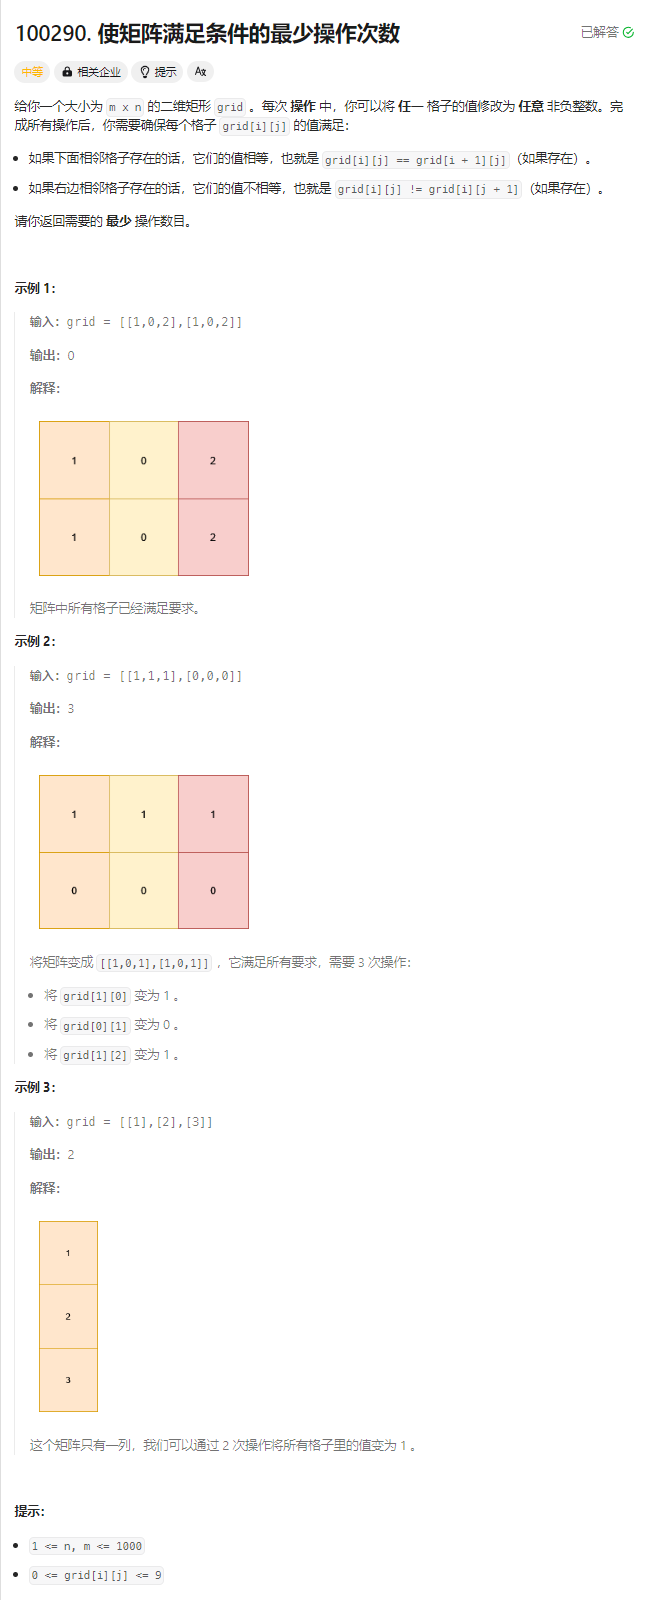 100290. 使矩阵满足条件的最少操作次数
已解答
中等 相关企业 提示 Aあ
给你一个大小为 m x n 的二维矩形 grid 。每次 操作 中，你可以将 任一 格子的值修改为 任意 非负整数。完
成所有操作后，你需要确保每个格子 grid[i][j] 的值满足：
如果下面相邻格子存在的话，它们的值相等，也就是 grid[i][j] == grid[i + 1][j]（如果存在）。
如果右边相邻格子存在的话，它们的值不相等，也就是 grid[i][j] != grid[i][j + 1]（如果存在）。
请你返回需要的 最少 操作数目。
示例 1：
输入：grid = [[1,0,2],[1,0,2]]
输出：0
解释：
1 0 2
1 0 2
矩阵中所有格子已经满足要求。
示例 2：
输入：grid = [[1,1,1],[0,0,0]]
输出：3
解释：
1 1 1
0 0 0
将矩阵变成 [[1,0,1],[1,0,1]] ，它满足所有要求，需要 3 次操作：
将 grid[1][0] 变为 1 。
将 grid[0][1] 变为 0 。
将 grid[1][2] 变为 1 。
示例 3：
输入：grid = [[1],[2],[3]]
输出：2
解释：
1
2
3
这个矩阵只有一列，我们可以通过 2 次操作将所有格子里的值变为 1 。
提示：
1 <= n, m <= 1000
0 <= grid[i][j] <= 9